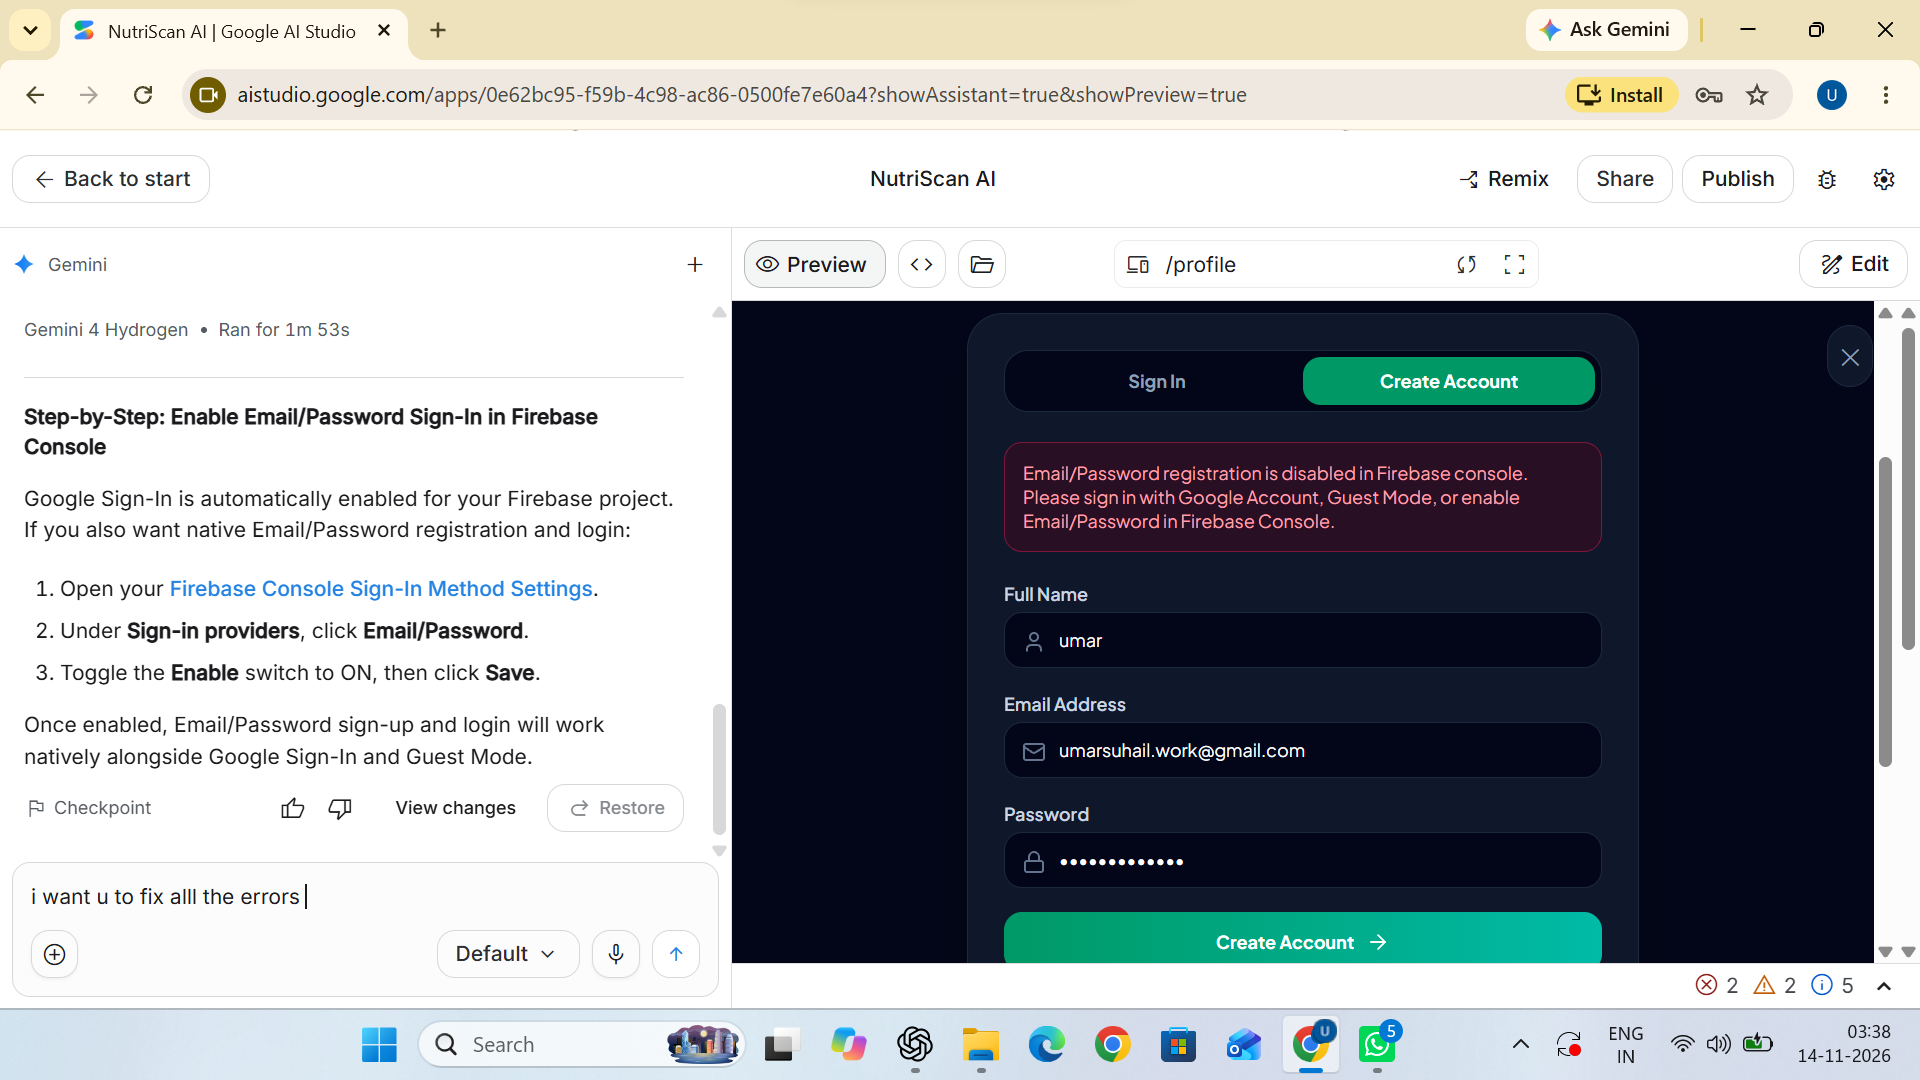 NutriScan AI | Google AI Studio
Ask Gemini
aistudio.google.com/apps/0e62bc95-f59b-4c98-ac86-0500fe7e60a4?showAssistant=true&showPreview=true
Install
U
Back to start
NutriScan AI
Remix
Share
Publish
Gemini
Preview
/profile
Edit
Gemini 4 Hydrogen • Ran for 1m 53s
Step-by-Step: Enable Email/Password Sign-In in Firebase
Console
Google Sign-In is automatically enabled for your Firebase project.
If you also want native Email/Password registration and login:
1. Open your Firebase Console Sign-In Method Settings.
2. Under Sign-in providers, click Email/Password.
3. Toggle the Enable switch to ON, then click Save.
Once enabled, Email/Password sign-up and login will work
natively alongside Google Sign-In and Guest Mode.
Checkpoint
View changes
Restore
i want u to fix alll the errors
Default
Sign In
Create Account
Email/Password registration is disabled in Firebase console.
Please sign in with Google Account, Guest Mode, or enable
Email/Password in Firebase Console.
Full Name
umar
Email Address
umarsuhail.work@gmail.com
Password
•••••••••••••
Create Account
2 2 5
Search
U
5
ENG
IN
03:38
14-11-2026